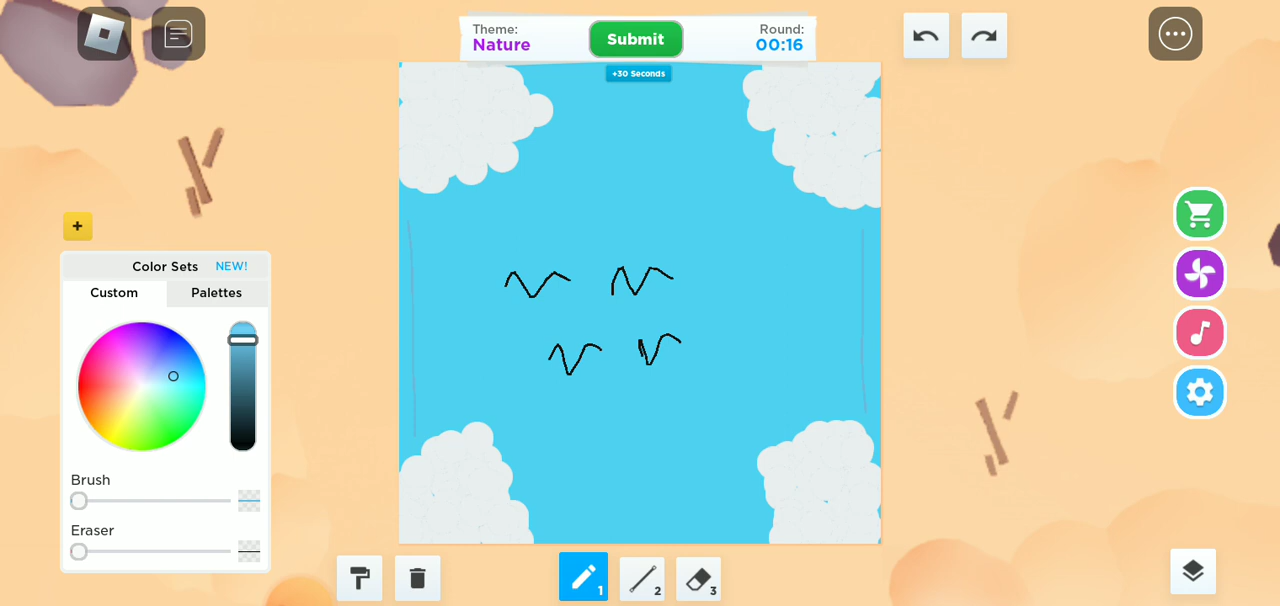 Theme:
Nature
Submit
Round:
00:16
+30 Seconds
+
Color Sets NEW!
Custom Palettes
Brush
Eraser
1
2
3